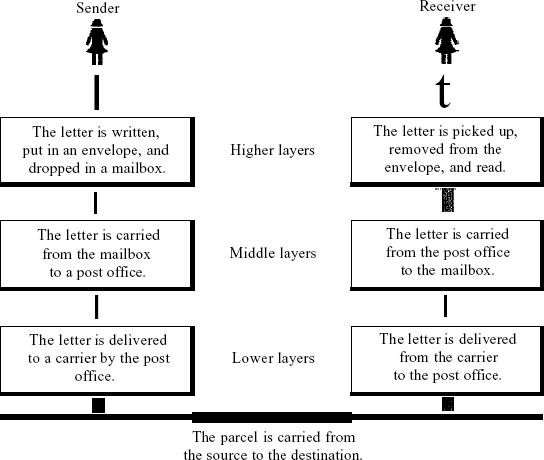 Sender
Receiver
t
The letter is written,
put in an envelope, and
dropped in a mailbox.
Higher layers
The letter is picked up,
removed from the
envelope, and read.
The letter is carried
from the mailbox
to a post office.
Middle layers
The letter is carried
from the post office
to the mailbox.
The letter is delivered
to a carrier by the post
office.
Lower layers
The letter is delivered
from the carrier
to the post office.
The parcel is carried from
the source to the destination.